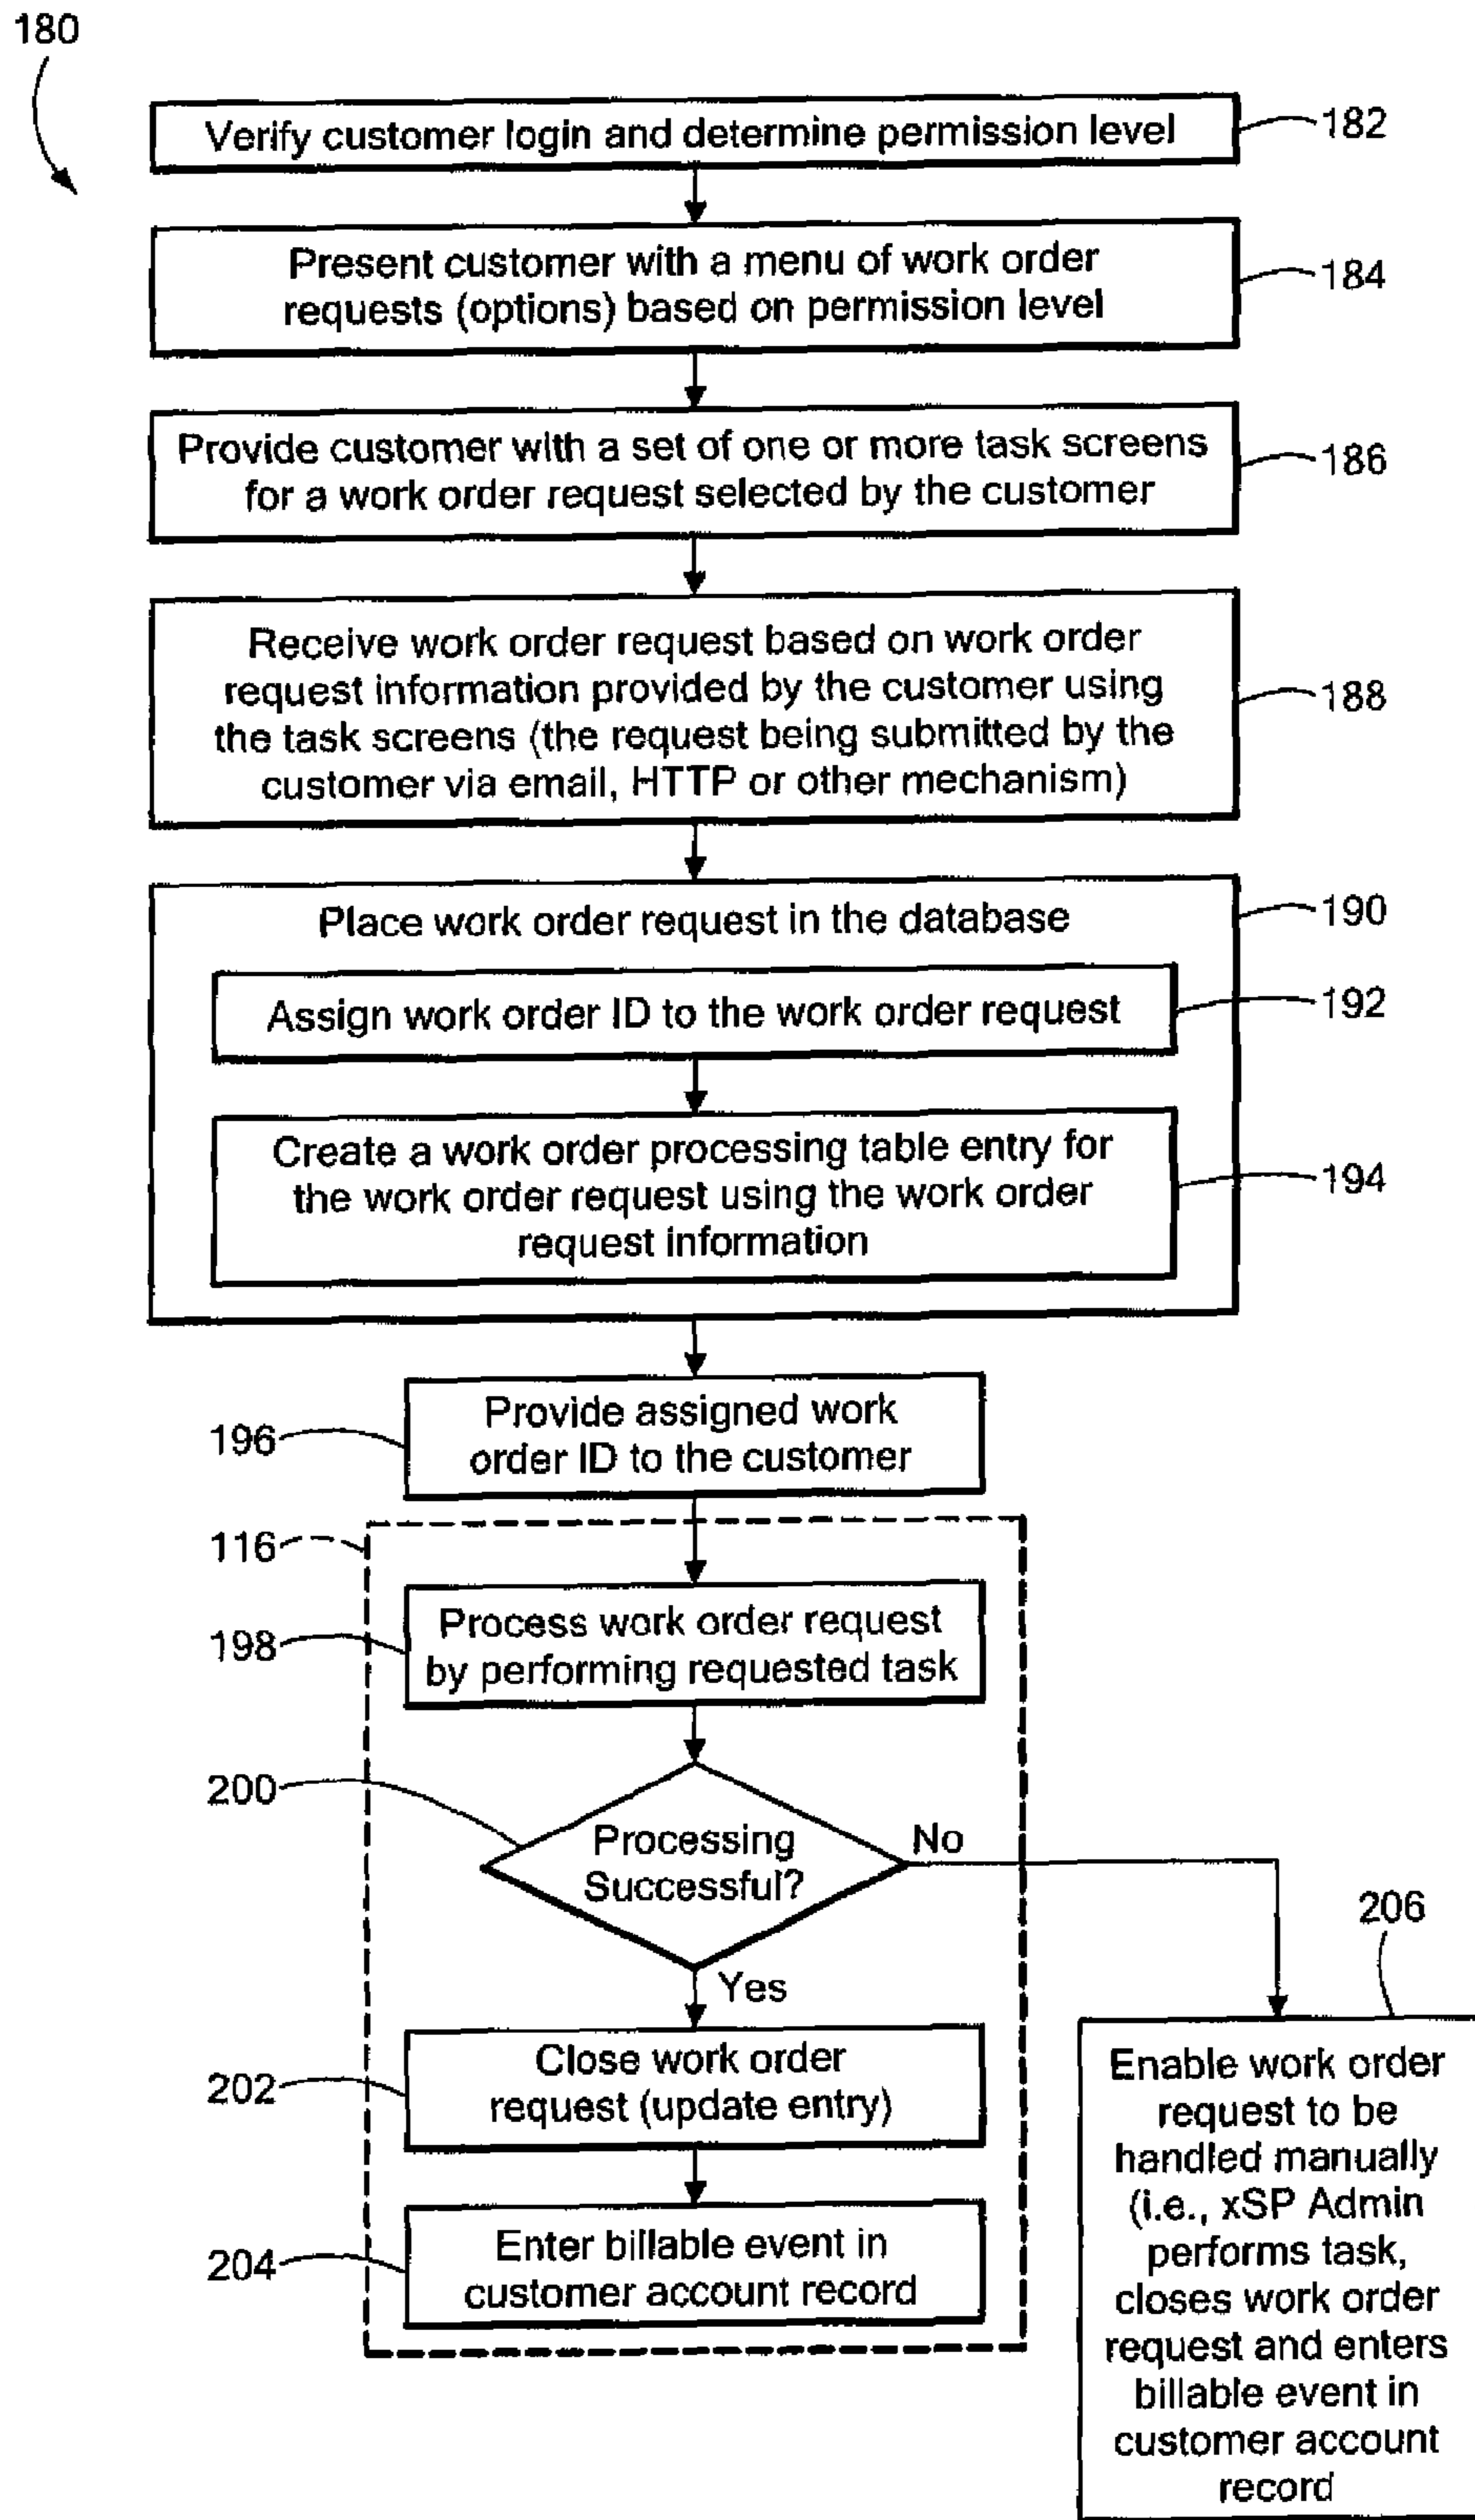 180
Verify customer login and determine permission level
182
Present customer with a menu of work order
requests (options) based on permission level
184
Provide customer with a set of one or more task screens
for a work order request selected by the customer
186
Receive work order request based on work order
request information provided by the customer using
the task screens (the request being submitted by the
customer via email, HTTP or other mechanism)
188
Place work order request in the database
190
Assign work order ID to the work order request
192
Create a work order processing table entry for
the work order request using the work order
request information
194
Provide assigned work
order ID to the customer
196
116
Process work order request
by performing requested task
198
200
Processing
Successful?
No
Yes
Close work order
request (update entry)
202
Enter billable event in
customer account record
204
206
Enable work order
request to be
handled manually
(i.e., xSP Admin
performs task,
closes work order
request and enters
billable event in
customer account
record